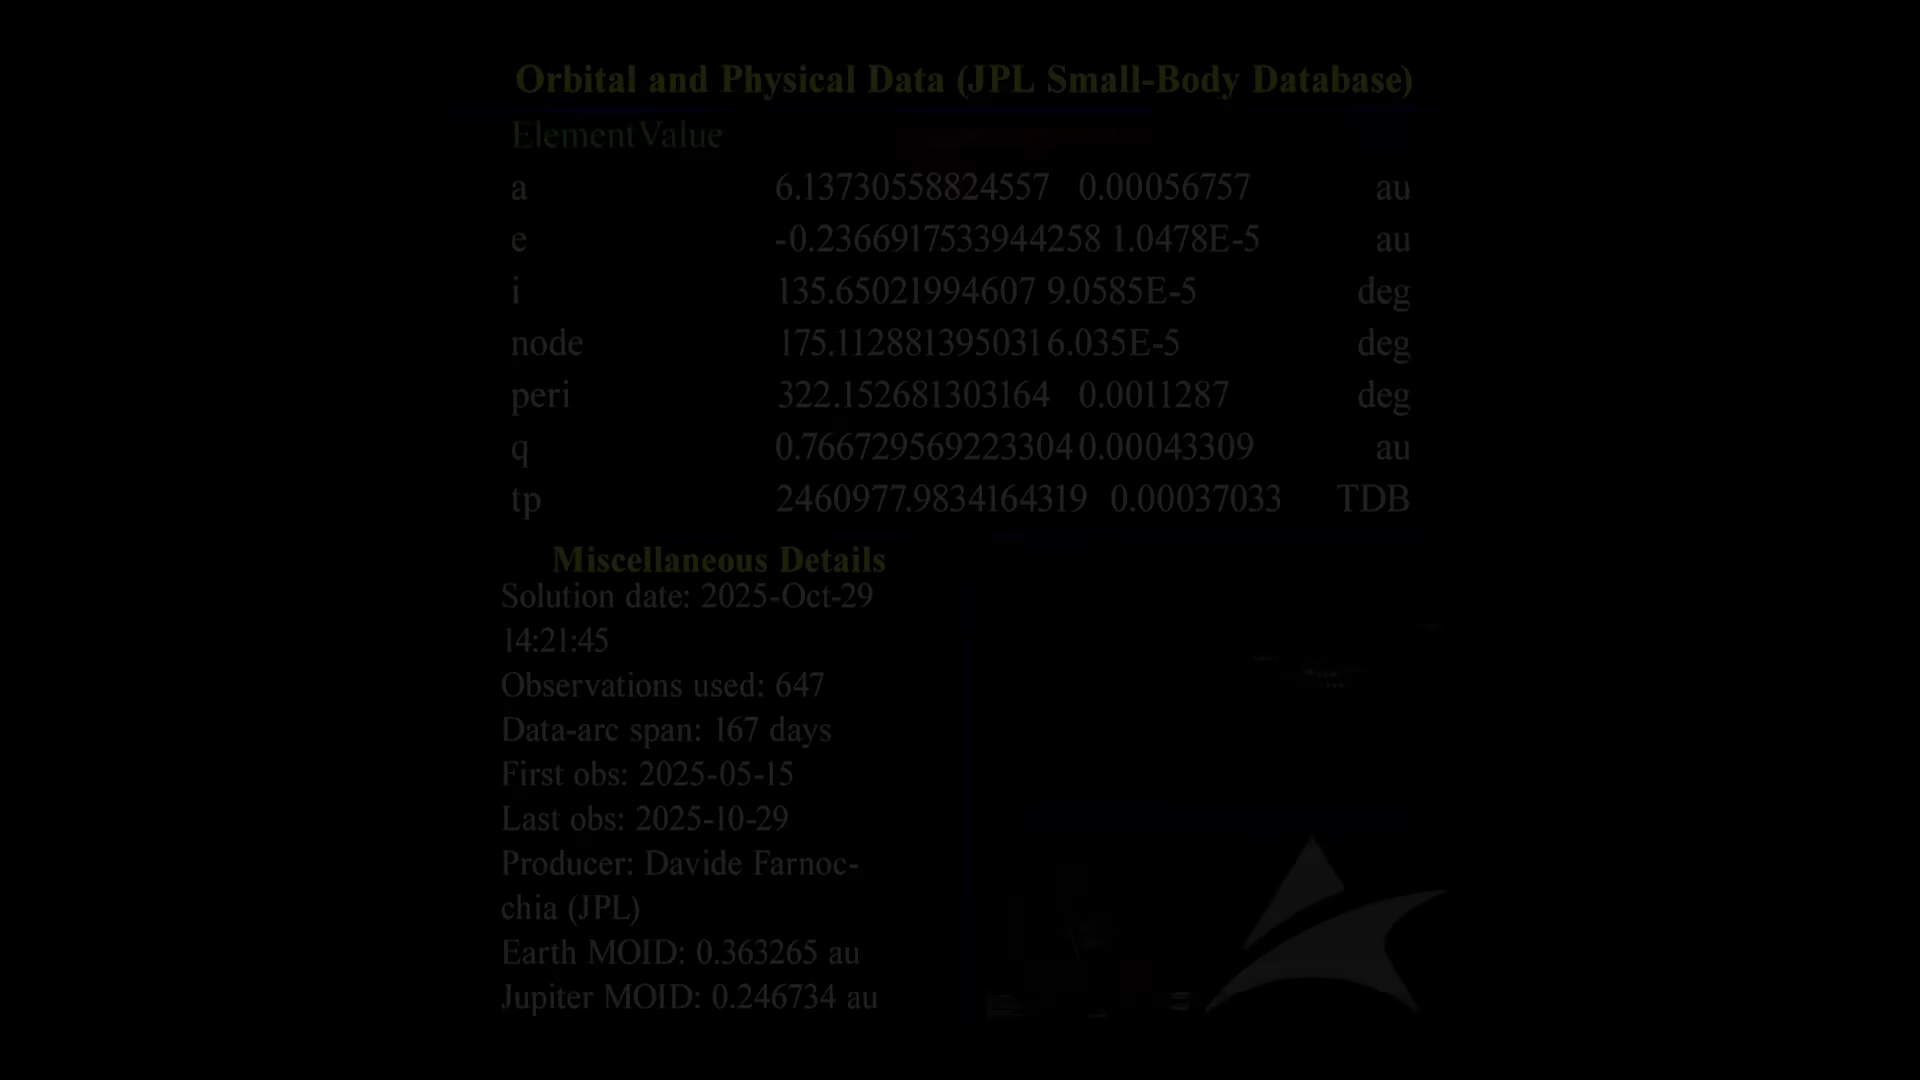 Orbital and Physical Data (JPL Small-Body Database)
Element Value
a 6.13730558824557 0.00056757 au
e -0.2366917533944258 1.0478E-5 au
i 135.65021994607 9.0585E-5 deg
node 175.112881395031 6.035E-5 deg
peri 322.152681303164 0.0011287 deg
q 0.766729569223304 0.00043309 au
tp 2460977.9834164319 0.00037033 TDB
Miscellaneous Details
Solution date: 2025-Oct-29
14:21:45
Observations used: 647
Data-arc span: 167 days
First obs: 2025-05-15
Last obs: 2025-10-29
Producer: Davide Farnoc-
chia (JPL)
Earth MOID: 0.363265 au
Jupiter MOID: 0.246734 au